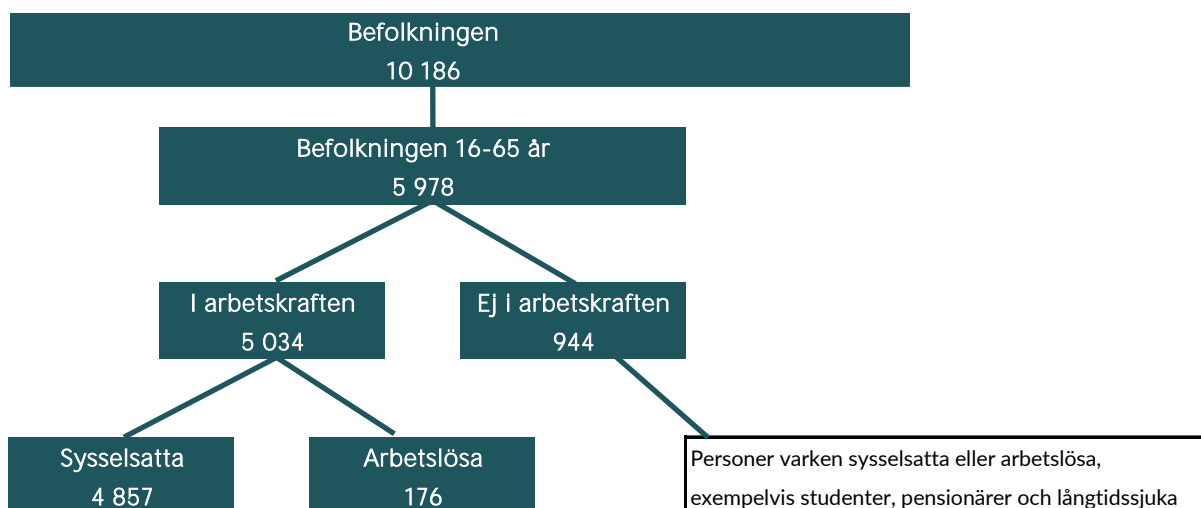 Befolkningen
10 186
Befolkningen 16-65 år
5 978
I arbetskraften
5 034
Ej i arbetskraften
944
Sysselsatta
4 857
Arbetslösa
176
Personer varken sysselsatta eller arbetslösa,
exempelvis studenter, pensionärer och långtidssjuka